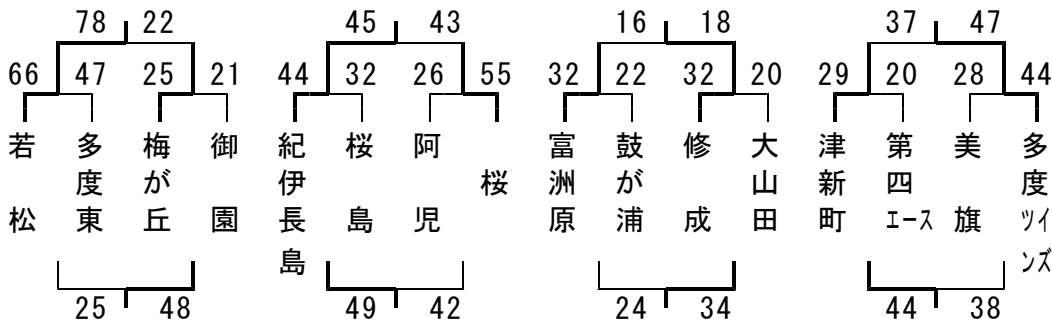 78 22 45 43 16 18 37 47
66 47 25 21 44 32 26 55 32 22 32 20 29 20 28 44
若松 多度東 梅が丘 御園 紀伊長島 桜島 阿児 桜 富洲原 鼓が浦 修成 大山田 津新町 第四エース 美旗 多度ツインズ
25 48 49 42 24 34 44 38